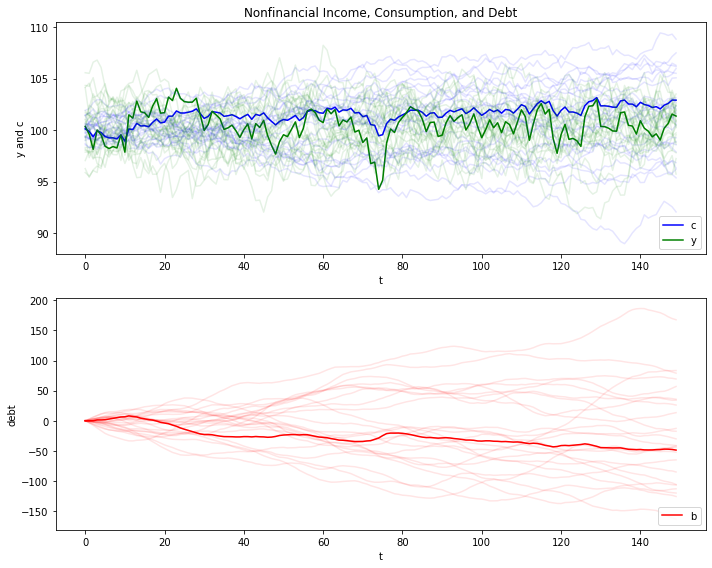 Nonfinancial Income, Consumption, and Debt
110
105
100
95
90
y and c
0 20 40 60 80 100 120 140
t
c
y
200
150
100
50
0
−50
−100
−150
debt
0 20 40 60 80 100 120 140
t
b